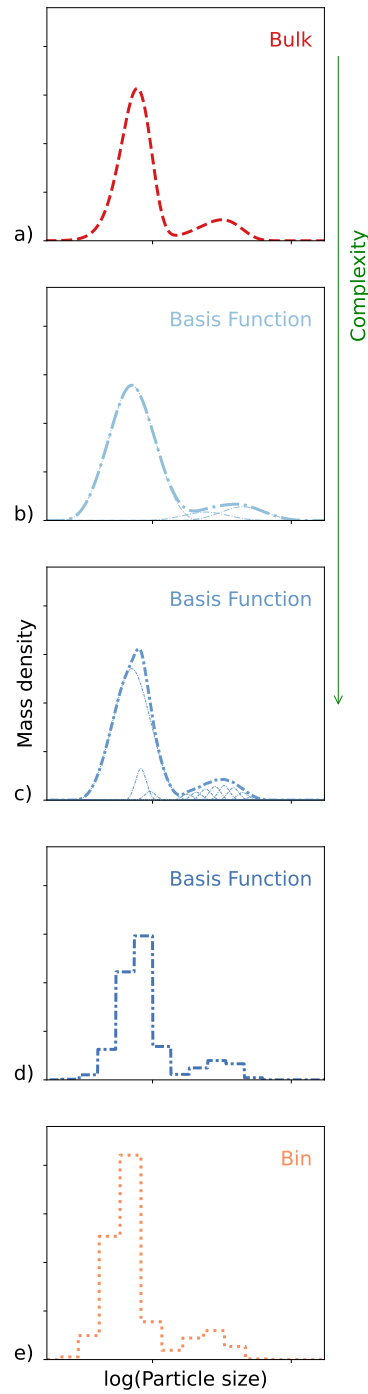 Bulk
a)
Complexity
Basis Function
b)
Basis Function
Mass density
c)
Basis Function
d)
Bin
e)
log(Particle size)